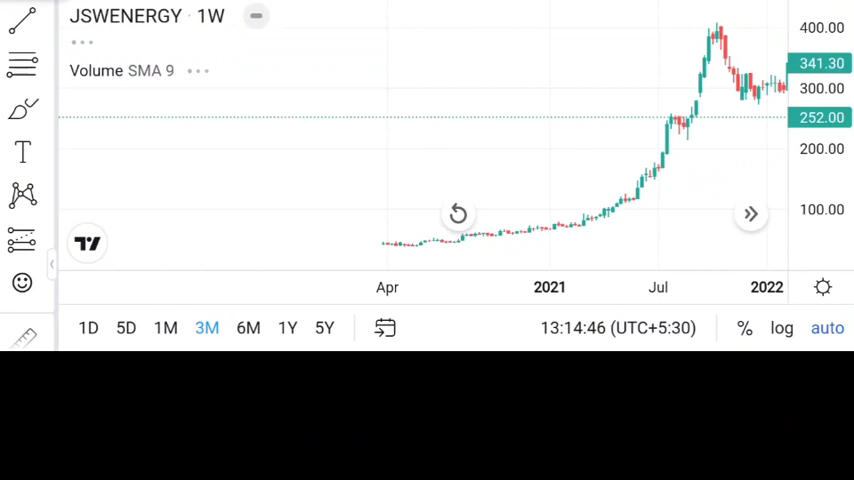 JSWENERGY · 1W
Volume SMA 9
400.00
341.30
300.00
252.00
200.00
100.00
Apr 2021 Jul 2022
1D 5D 1M 3M 6M 1Y 5Y 13:14:46 (UTC+5:30) % log auto